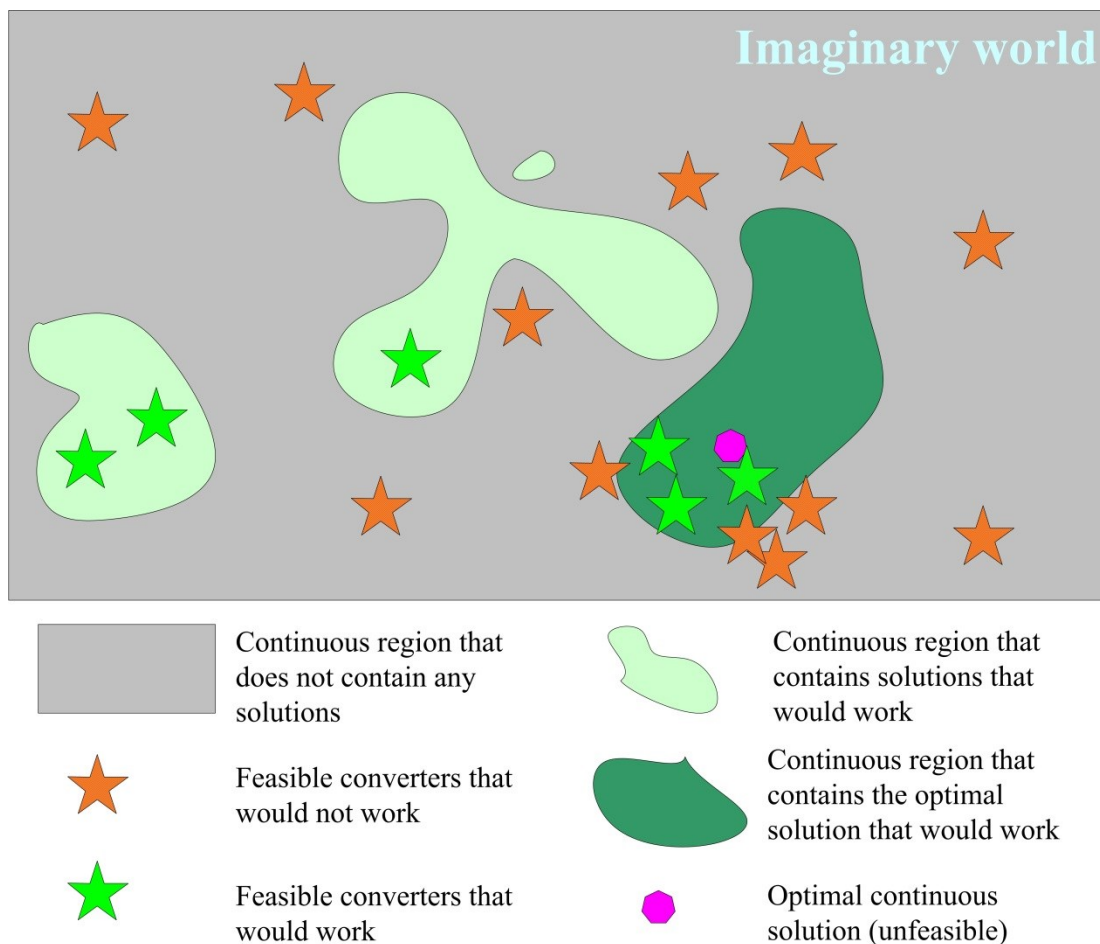 Imaginary world
Continuous region that
does not contain any
solutions
Continuous region that
contains solutions that
would work
Feasible converters that
would not work
Continuous region that
contains the optimal
solution that would work
Feasible converters that
would work
Optimal continuous
solution (unfeasible)